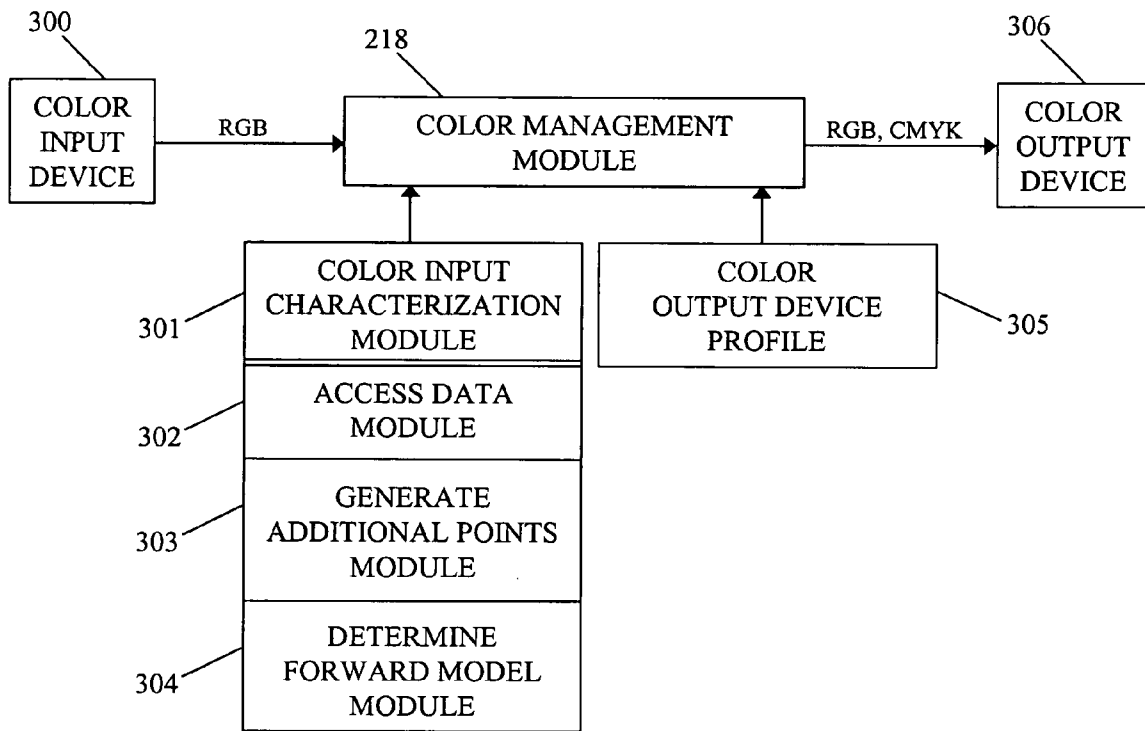 300
218
306
COLOR
INPUT
DEVICE
RGB
COLOR MANAGEMENT
MODULE
RGB, CMYK
COLOR
OUTPUT
DEVICE
COLOR INPUT
CHARACTERIZATION
MODULE
301
COLOR
OUTPUT DEVICE
PROFILE
305
ACCESS DATA
MODULE
302
GENERATE
ADDITIONAL POINTS
MODULE
303
DETERMINE
FORWARD MODEL
MODULE
304